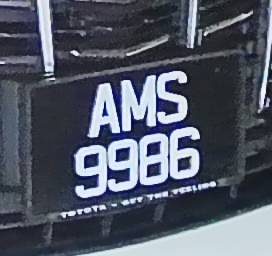 AMS
9986
TOYOTA - GET THE FEELING